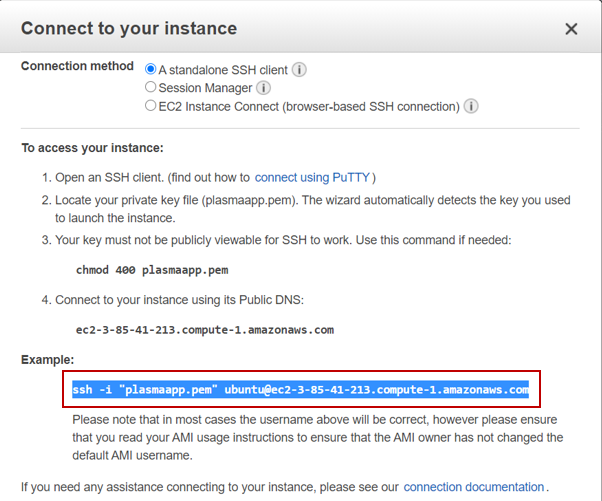 Connect to your instance
Connection method
A standalone SSH client
Session Manager
EC2 Instance Connect (browser-based SSH connection)
To access your instance:
1. Open an SSH client. (find out how to connect using PuTTY)
2. Locate your private key file (plasmaapp.pem). The wizard automatically detects the key you used
to launch the instance.
3. Your key must not be publicly viewable for SSH to work. Use this command if needed:
chmod 400 plasmaapp.pem
4. Connect to your instance using its Public DNS:
ec2-3-85-41-213.compute-1.amazonaws.com
Example:
ssh -i "plasmaapp.pem" ubuntu@ec2-3-85-41-213.compute-1.amazonaws.com
Please note that in most cases the username above will be correct, however please ensure
that you read your AMI usage instructions to ensure that the AMI owner has not changed the
default AMI username.
If you need any assistance connecting to your instance, please see our connection documentation.